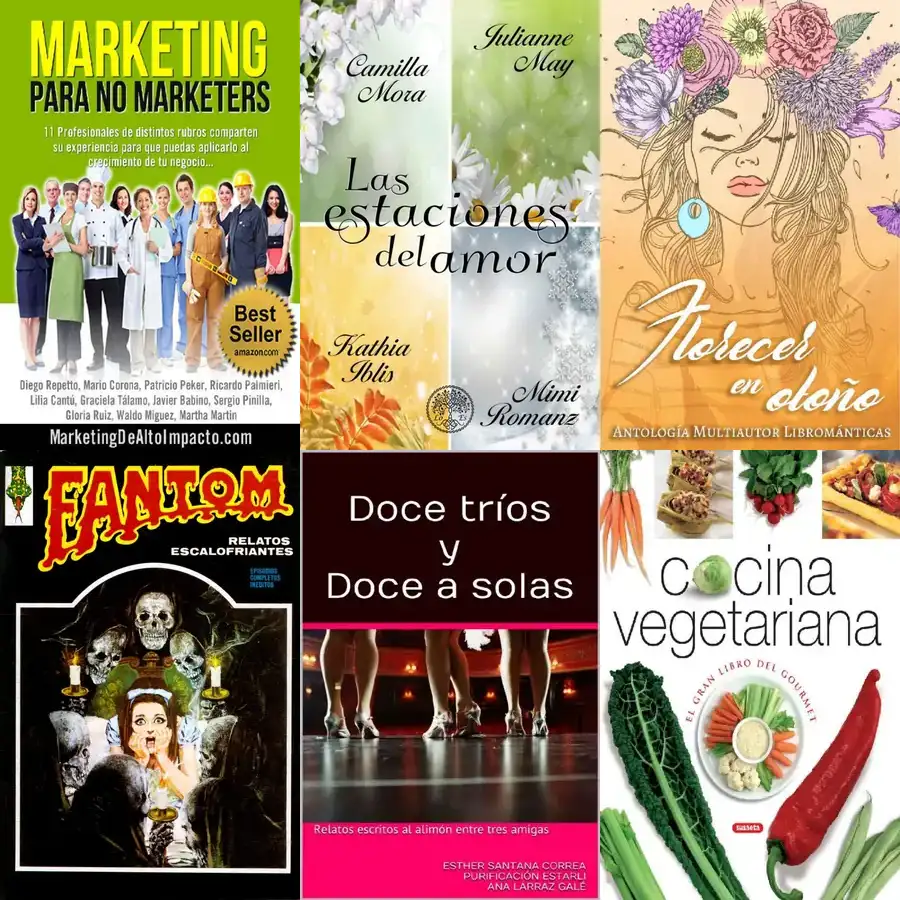 MARKETING
PARA NO MARKETERS
11 Profesionales de distintos rubros comparten
su experiencia para que puedas aplicarlo al
crecimiento de tu negocio...
Best
Seller
amazon.com
Diego Repetto, Mario Corona, Patricio Peker, Ricardo Palmieri,
Lilia Cantú, Graciela Tálamo, Javier Babino, Sergio Pinilla,
Gloria Ruiz, Waldo Miguez, Martha Martin
MarketingDeAltoImpacto.com
Camilla
Mora
Julianne
May
Las
estaciones
del amor
Kathia
Iblis
Mimi
Romanz
Florecer
en
otoño
ANTOLOGÍA MULTIAUTOR LIBROMÁNTICAS
FANTOM
RELATOS
ESCALOFRIANTES
EPISODIOS
COMPLETOS
INEDITOS
Doce tríos
y
Doce a solas
Relatos escritos al alimón entre tres amigas
ESTHER SANTANA CORREA
PURIFICACIÓN ESTARLI
ANA LARRAZ GALÉ
cocina
vegetariana
EL GRAN LIBRO DEL GOURMET
susaeta